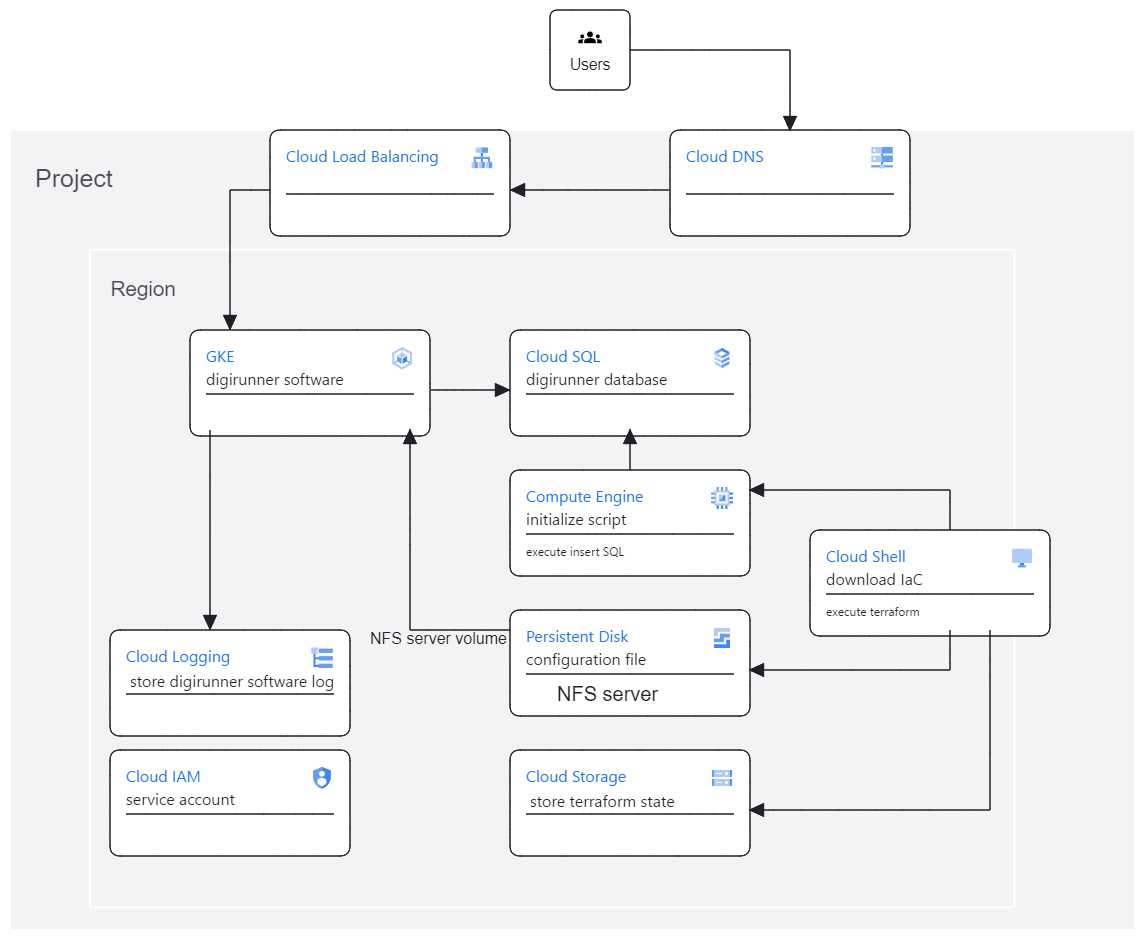 Users
Project
Cloud Load Balancing
Cloud DNS
Region
GKE
digirunner software
Cloud SQL
digirunner database
Compute Engine
initialize script
execute insert SQL
Cloud Shell
download IaC
execute terraform
NFS server volume
Persistent Disk
configuration file
NFS server
Cloud Logging
store digirunner software log
Cloud IAM
service account
Cloud Storage
store terraform state